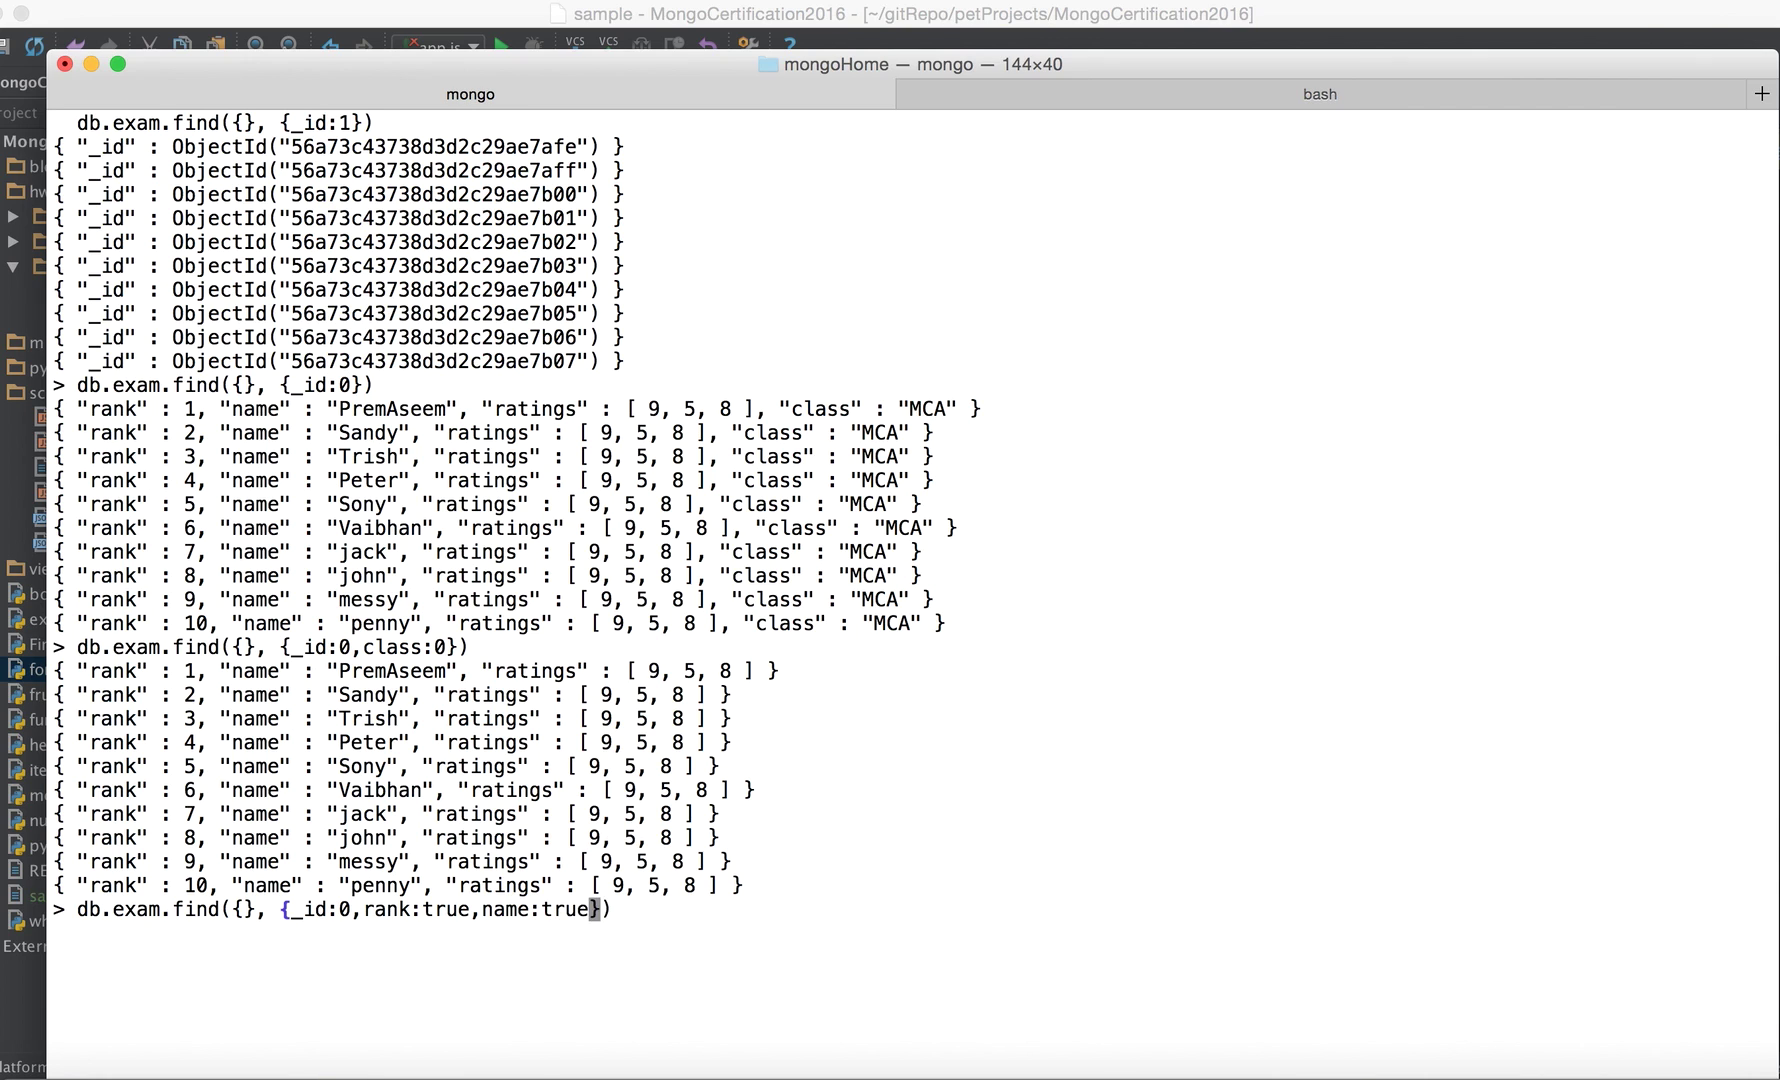 sample - MongoCertification2016 - [~/gitRepo/petProjects/MongoCertification2016]
app.js
VCS VCS ?
mongoHome — mongo — 144×40
mongo
bash
+
db.exam.find({}, {_id:1})
{ "_id" : ObjectId("56a73c43738d3d2c29ae7afe") }
{ "_id" : ObjectId("56a73c43738d3d2c29ae7aff") }
{ "_id" : ObjectId("56a73c43738d3d2c29ae7b00") }
{ "_id" : ObjectId("56a73c43738d3d2c29ae7b01") }
{ "_id" : ObjectId("56a73c43738d3d2c29ae7b02") }
{ "_id" : ObjectId("56a73c43738d3d2c29ae7b03") }
{ "_id" : ObjectId("56a73c43738d3d2c29ae7b04") }
{ "_id" : ObjectId("56a73c43738d3d2c29ae7b05") }
{ "_id" : ObjectId("56a73c43738d3d2c29ae7b06") }
{ "_id" : ObjectId("56a73c43738d3d2c29ae7b07") }
> db.exam.find({}, {_id:0})
{ "rank" : 1, "name" : "PremAseem", "ratings" : [ 9, 5, 8 ], "class" : "MCA" }
{ "rank" : 2, "name" : "Sandy", "ratings" : [ 9, 5, 8 ], "class" : "MCA" }
{ "rank" : 3, "name" : "Trish", "ratings" : [ 9, 5, 8 ], "class" : "MCA" }
{ "rank" : 4, "name" : "Peter", "ratings" : [ 9, 5, 8 ], "class" : "MCA" }
{ "rank" : 5, "name" : "Sony", "ratings" : [ 9, 5, 8 ], "class" : "MCA" }
{ "rank" : 6, "name" : "Vaibhan", "ratings" : [ 9, 5, 8 ], "class" : "MCA" }
{ "rank" : 7, "name" : "jack", "ratings" : [ 9, 5, 8 ], "class" : "MCA" }
{ "rank" : 8, "name" : "john", "ratings" : [ 9, 5, 8 ], "class" : "MCA" }
{ "rank" : 9, "name" : "messy", "ratings" : [ 9, 5, 8 ], "class" : "MCA" }
{ "rank" : 10, "name" : "penny", "ratings" : [ 9, 5, 8 ], "class" : "MCA" }
> db.exam.find({}, {_id:0,class:0})
{ "rank" : 1, "name" : "PremAseem", "ratings" : [ 9, 5, 8 ] }
{ "rank" : 2, "name" : "Sandy", "ratings" : [ 9, 5, 8 ] }
{ "rank" : 3, "name" : "Trish", "ratings" : [ 9, 5, 8 ] }
{ "rank" : 4, "name" : "Peter", "ratings" : [ 9, 5, 8 ] }
{ "rank" : 5, "name" : "Sony", "ratings" : [ 9, 5, 8 ] }
{ "rank" : 6, "name" : "Vaibhan", "ratings" : [ 9, 5, 8 ] }
{ "rank" : 7, "name" : "jack", "ratings" : [ 9, 5, 8 ] }
{ "rank" : 8, "name" : "john", "ratings" : [ 9, 5, 8 ] }
{ "rank" : 9, "name" : "messy", "ratings" : [ 9, 5, 8 ] }
{ "rank" : 10, "name" : "penny", "ratings" : [ 9, 5, 8 ] }
> db.exam.find({}, {_id:0,rank:true,name:true})